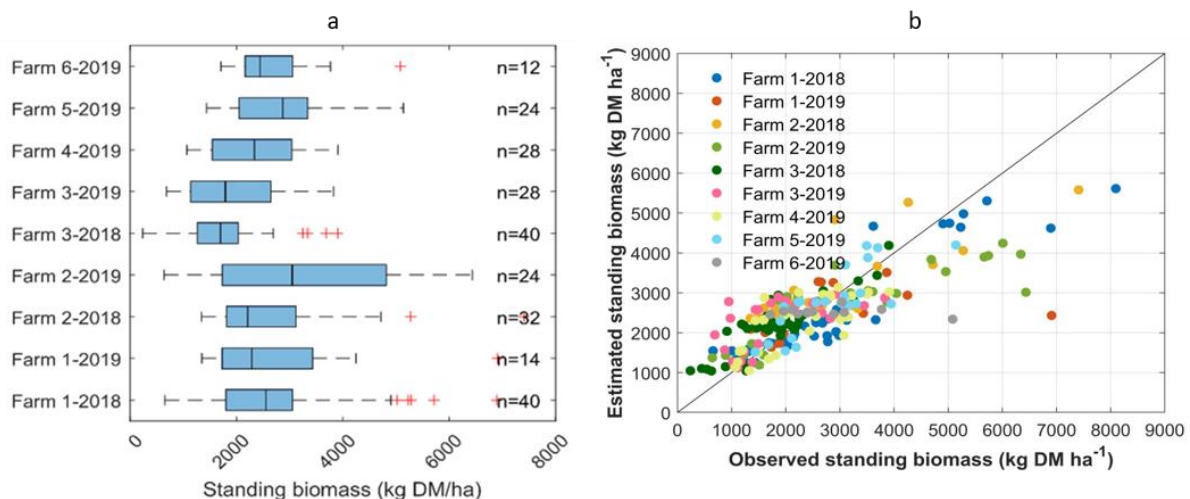 a
Farm 6-2019 n=12
Farm 5-2019 n=24
Farm 4-2019 n=28
Farm 3-2019 n=28
Farm 3-2018 n=40
Farm 2-2019 n=24
Farm 2-2018 n=32
Farm 1-2019 n=14
Farm 1-2018 n=40
0 2000 4000 6000 8000
Standing biomass (kg DM/ha)
b
Estimated standing biomass (kg DM ha⁻¹)
9000
8000
7000
6000
5000
4000
3000
2000
1000
0
Farm 1-2018
Farm 1-2019
Farm 2-2018
Farm 2-2019
Farm 3-2018
Farm 3-2019
Farm 4-2019
Farm 5-2019
Farm 6-2019
0 1000 2000 3000 4000 5000 6000 7000 8000 9000
Observed standing biomass (kg DM ha⁻¹)